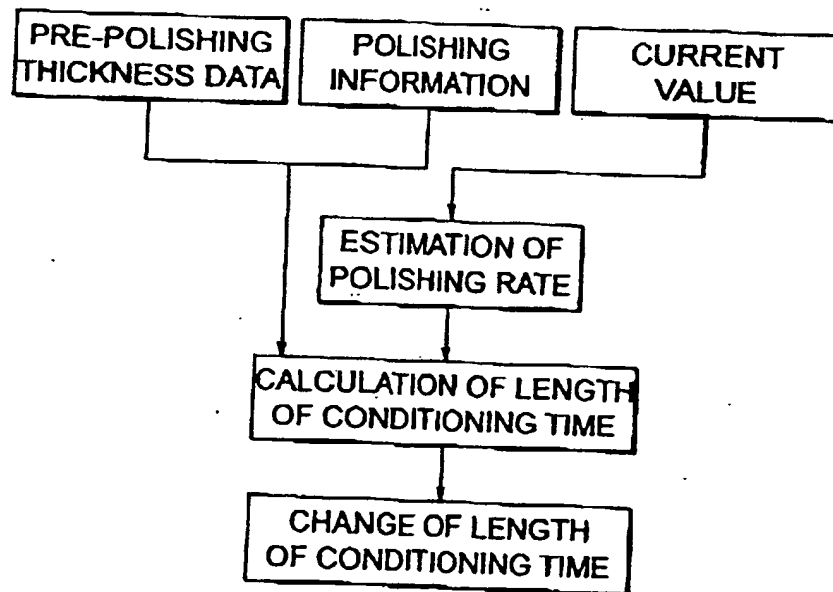 PRE-POLISHING
THICKNESS DATA
POLISHING
INFORMATION
CURRENT
VALUE
ESTIMATION OF
POLISHING RATE
CALCULATION OF LENGTH
OF CONDITIONING TIME
CHANGE OF LENGTH
OF CONDITIONING TIME